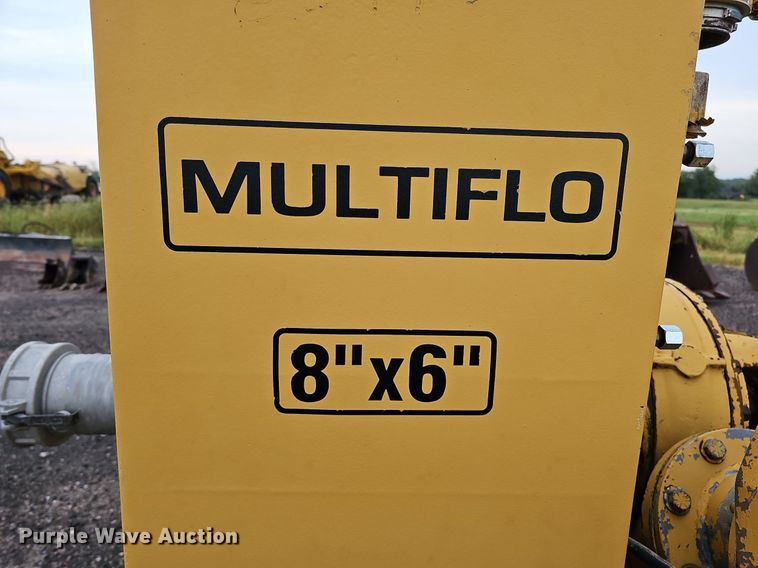 MULTIFLO
8"x6"
Purple Wave Auction